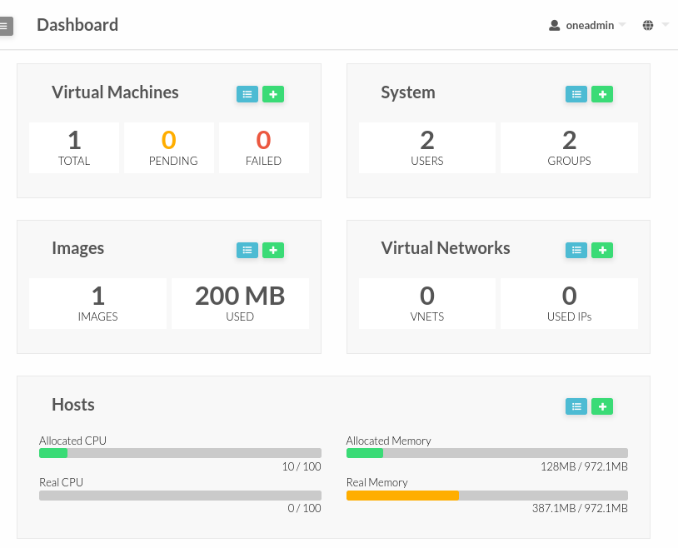 Dashboard
oneadmin
Virtual Machines
System
1
0
0
2
2
TOTAL
PENDING
FAILED
USERS
GROUPS
Images
Virtual Networks
1
200 MB
0
0
IMAGES
USED
VNETS
USED IPs
Hosts
Allocated CPU
10 / 100
Real CPU
0 / 100
Allocated Memory
128MB / 972.1MB
Real Memory
387.1MB / 972.1MB